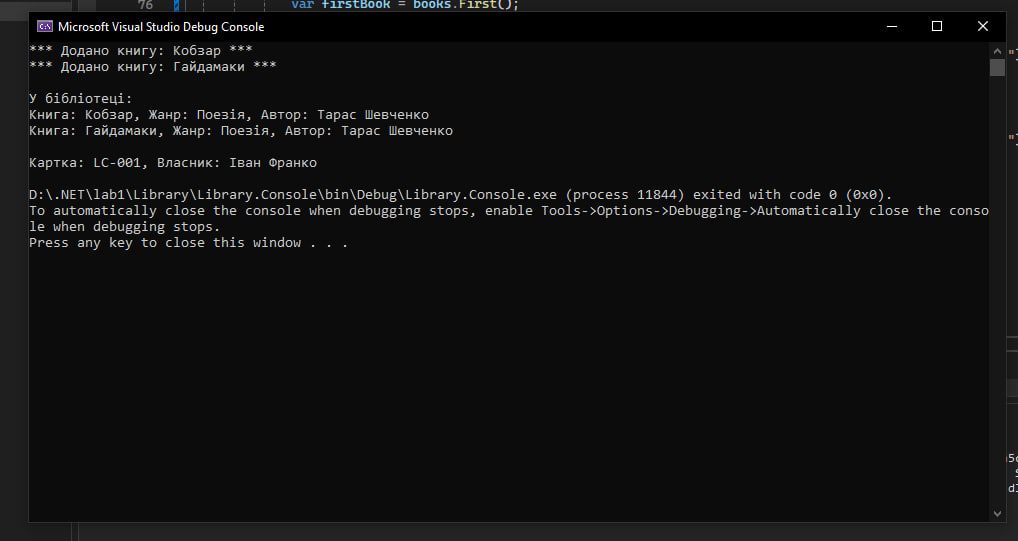 76 var firstBook = books.First();
Microsoft Visual Studio Debug Console
*** Додано книгу: Кобзар ***
*** Додано книгу: Гайдамаки ***
У бібліотеці:
Книга: Кобзар, Жанр: Поезія, Автор: Тарас Шевченко
Книга: Гайдамаки, Жанр: Поезія, Автор: Тарас Шевченко
Картка: LC-001, Власник: Іван Франко
D:\.NET\lab1\Library\Library.Console\bin\Debug\Library.Console.exe (process 11844) exited with code 0 (0x0).
To automatically close the console when debugging stops, enable Tools->Options->Debugging->Automatically close the conso
le when debugging stops.
Press any key to close this window . . .